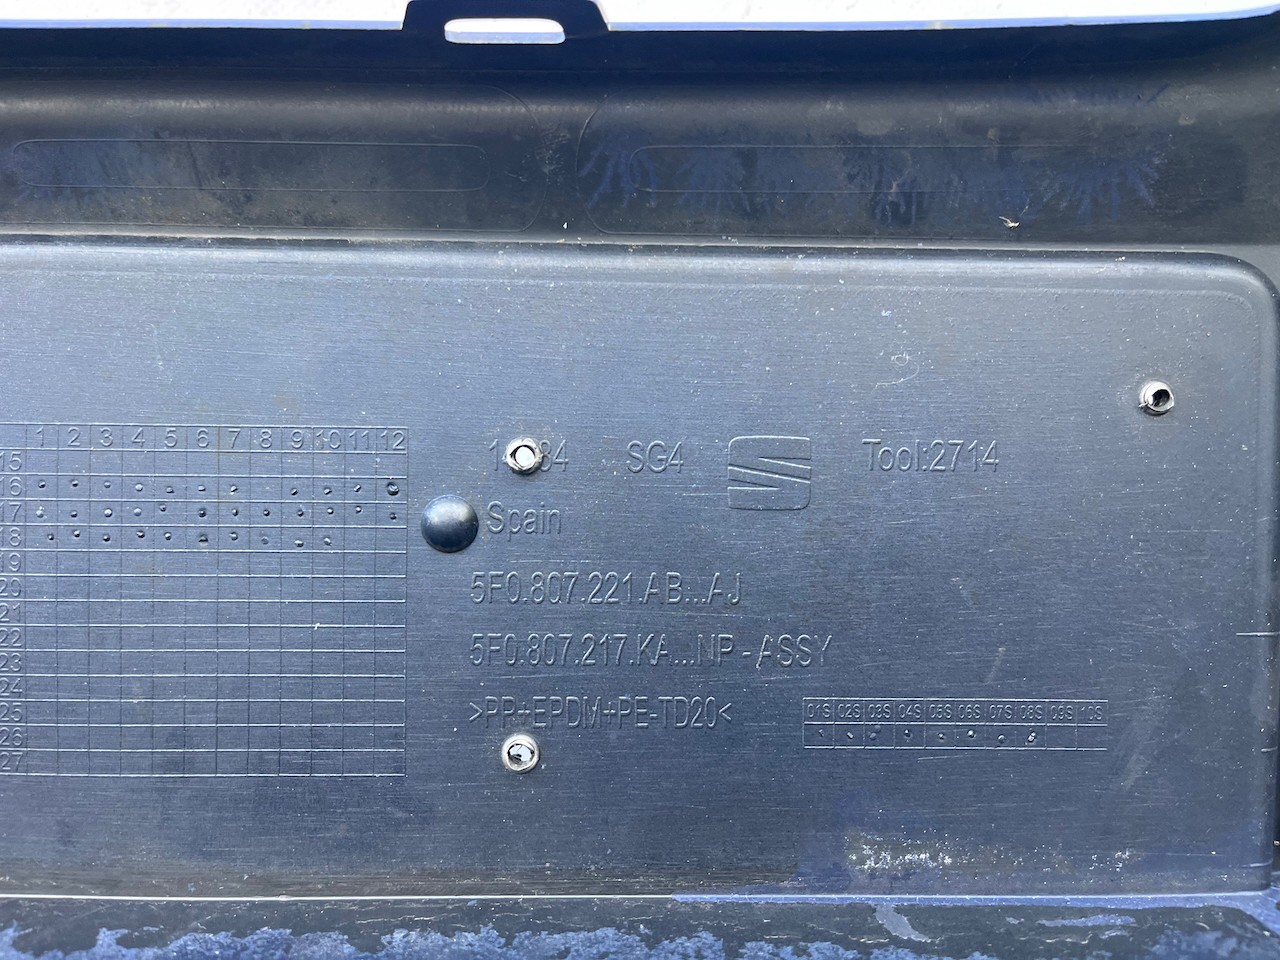 SG4 Tool:2714
Spain
5F0.807.221.AB...AJ
5F0.807.217.KA...NP - ASSY
>PP+EPDM+PE-TD20<
1 2 3 4 5 6 7 8 9 10 11 12
15
16
17
18
19
20
21
22
23
24
25
26
27
01S 02S 03S 04S 05S 06S 07S 08S 09S 10S